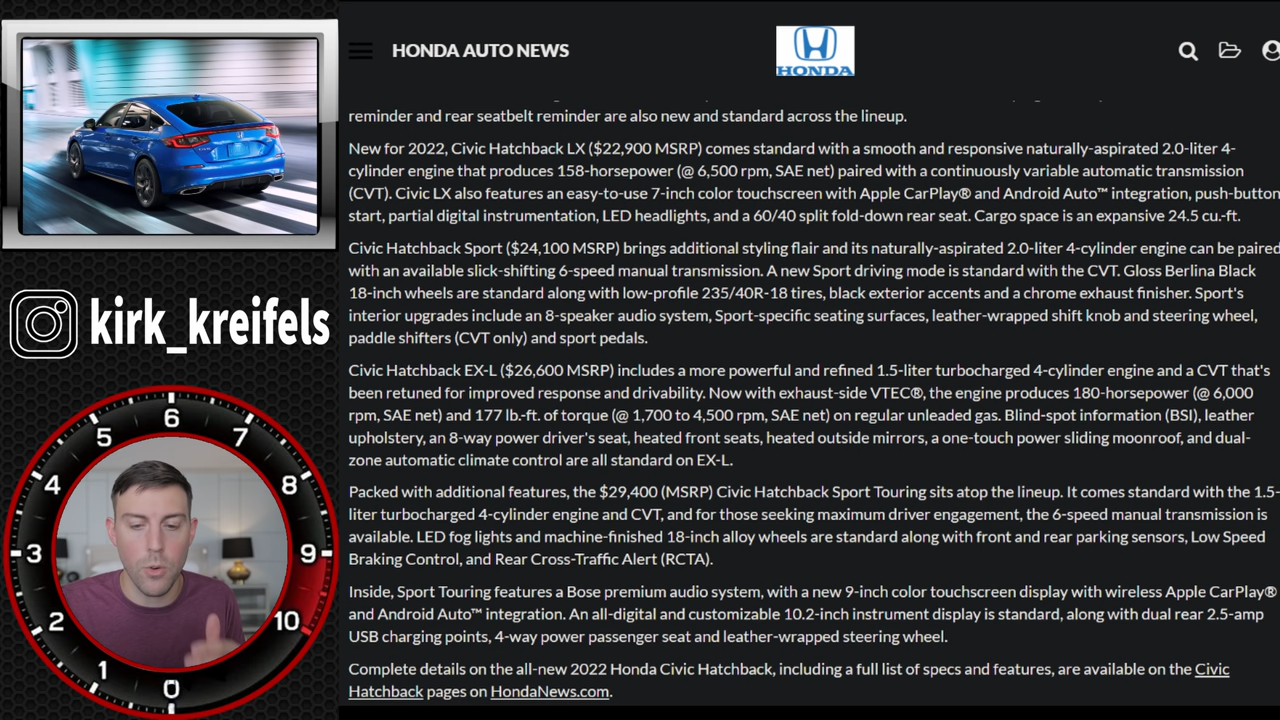 HONDA AUTO NEWS
HONDA
reminder and rear seatbelt reminder are also new and standard across the lineup.
New for 2022, Civic Hatchback LX ($22,900 MSRP) comes standard with a smooth and responsive naturally-aspirated 2.0-liter 4-
cylinder engine that produces 158-horsepower (@ 6,500 rpm, SAE net) paired with a continuously variable automatic transmission
(CVT). Civic LX also features an easy-to-use 7-inch color touchscreen with Apple CarPlay® and Android Auto™ integration, push-button
start, partial digital instrumentation, LED headlights, and a 60/40 split fold-down rear seat. Cargo space is an expansive 24.5 cu.-ft.
Civic Hatchback Sport ($24,100 MSRP) brings additional styling flair and its naturally-aspirated 2.0-liter 4-cylinder engine can be paired
with an available slick-shifting 6-speed manual transmission. A new Sport driving mode is standard with the CVT. Gloss Berlina Black
18-inch wheels are standard along with low-profile 235/40R-18 tires, black exterior accents and a chrome exhaust finisher. Sport's
interior upgrades include an 8-speaker audio system, Sport-specific seating surfaces, leather-wrapped shift knob and steering wheel,
paddle shifters (CVT only) and sport pedals.
Civic Hatchback EX-L ($26,600 MSRP) includes a more powerful and refined 1.5-liter turbocharged 4-cylinder engine and a CVT that's
been retuned for improved response and drivability. Now with exhaust-side VTEC®, the engine produces 180-horsepower (@ 6,000
rpm, SAE net) and 177 lb.-ft. of torque (@ 1,700 to 4,500 rpm, SAE net) on regular unleaded gas. Blind-spot information (BSI), leather
upholstery, an 8-way power driver's seat, heated front seats, heated outside mirrors, a one-touch power sliding moonroof, and dual-
zone automatic climate control are all standard on EX-L.
Packed with additional features, the $29,400 (MSRP) Civic Hatchback Sport Touring sits atop the lineup. It comes standard with the 1.5-
liter turbocharged 4-cylinder engine and CVT, and for those seeking maximum driver engagement, the 6-speed manual transmission is
available. LED fog lights and machine-finished 18-inch alloy wheels are standard along with front and rear parking sensors, Low Speed
Braking Control, and Rear Cross-Traffic Alert (RCTA).
Inside, Sport Touring features a Bose premium audio system, with a new 9-inch color touchscreen display with wireless Apple CarPlay®
and Android Auto™ integration. An all-digital and customizable 10.2-inch instrument display is standard, along with dual rear 2.5-amp
USB charging points, 4-way power passenger seat and leather-wrapped steering wheel.
Complete details on the all-new 2022 Honda Civic Hatchback, including a full list of specs and features, are available on the Civic
Hatchback pages on HondaNews.com.
kirk_kreifels
0
1
2
3
4
5
6
7
8
9
10